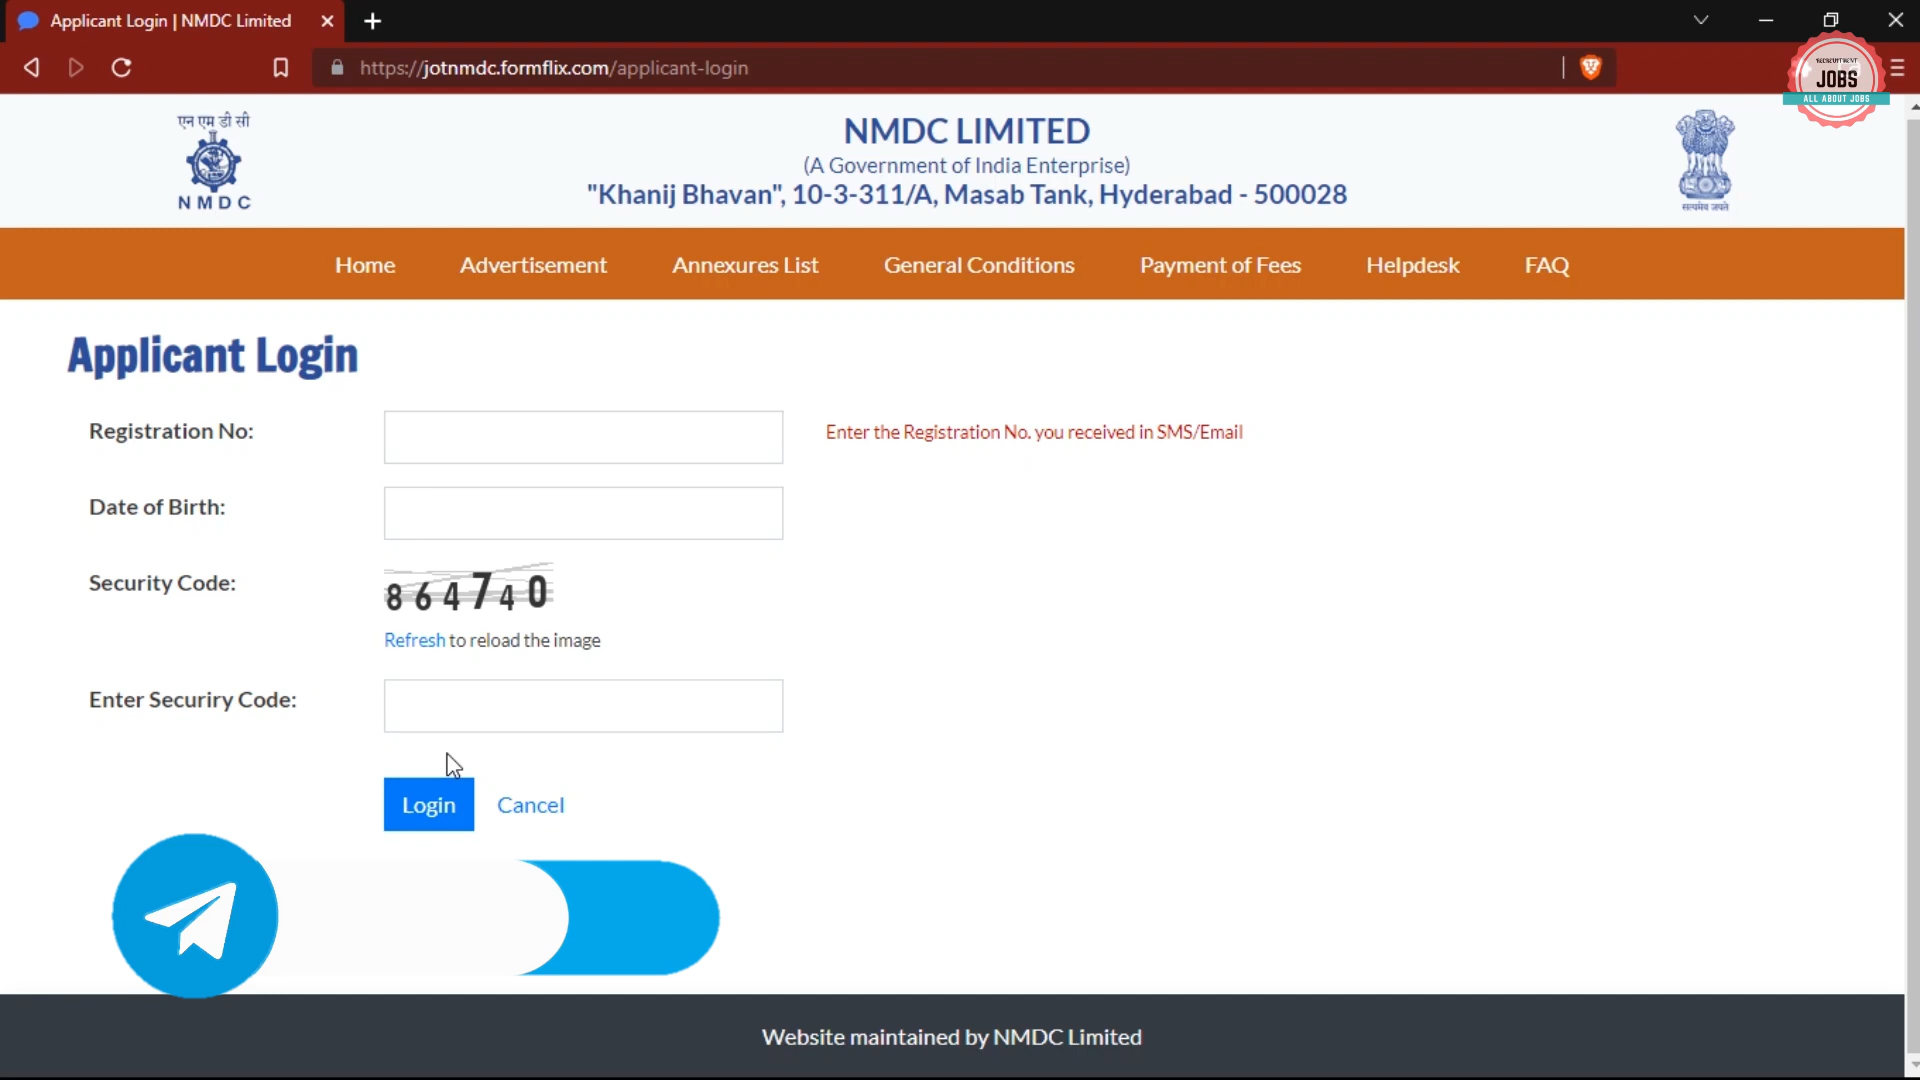 Applicant Login | NMDC Limited
https://jotnmdc.formflix.com/applicant-login
RECRUITMENT
JOBS
ALL ABOUT JOBS
एन एम डी सी
NMDC
NMDC LIMITED
(A Government of India Enterprise)
"Khanij Bhavan", 10-3-311/A, Masab Tank, Hyderabad - 500028
सत्यमेव जयते
Home Advertisement Annexures List General Conditions Payment of Fees Helpdesk FAQ
Applicant Login
Registration No:
Enter the Registration No. you received in SMS/Email
Date of Birth:
Security Code:
864740
Refresh to reload the image
Enter Securiry Code:
Login Cancel
Website maintained by NMDC Limited